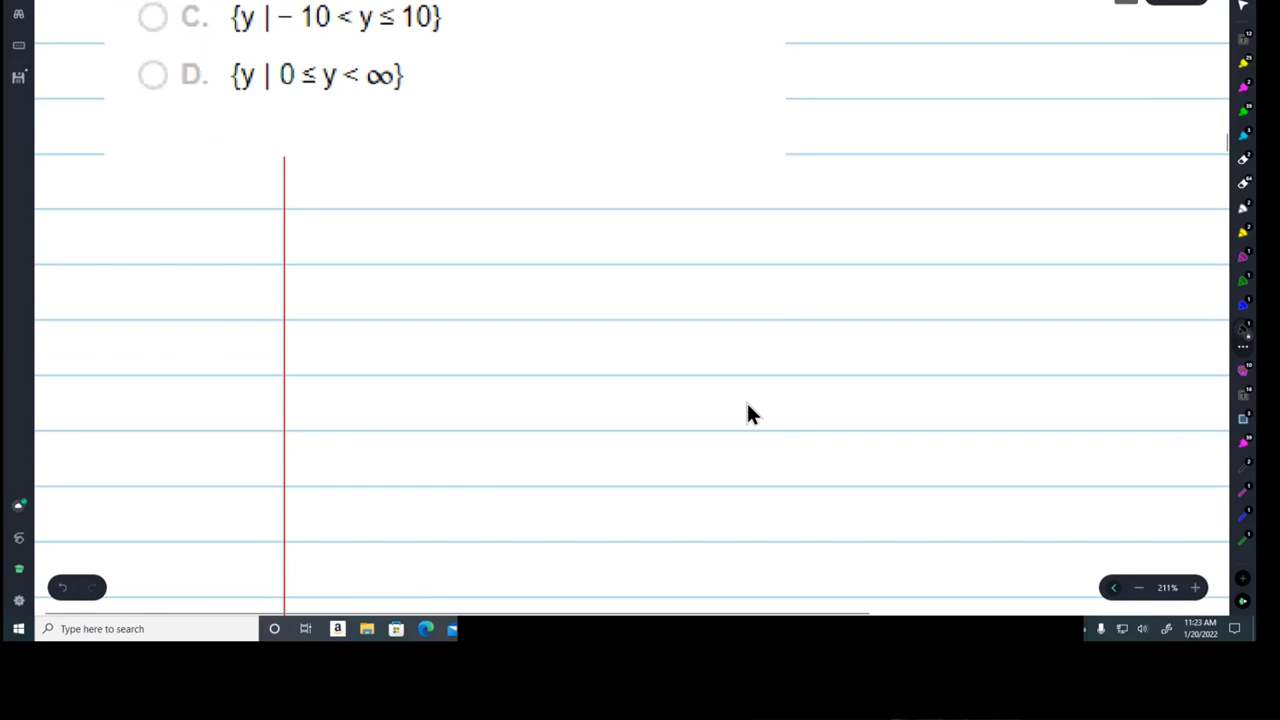 C. {y | − 10 < y ≤ 10}
D. {y | 0 ≤ y < ∞}
211%
Type here to search
a
11:23 AM
1/20/2022